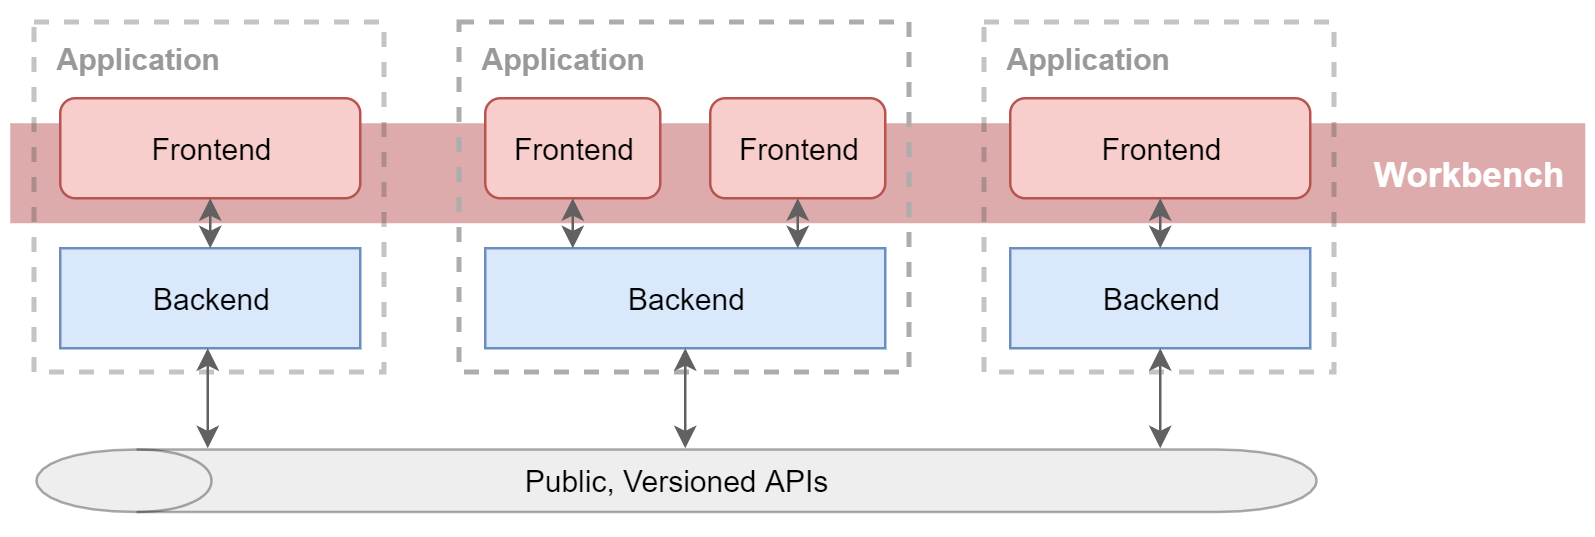 Application
Application
Application
Frontend
Frontend
Frontend
Frontend
Workbench
Backend
Backend
Backend
Public, Versioned APIs